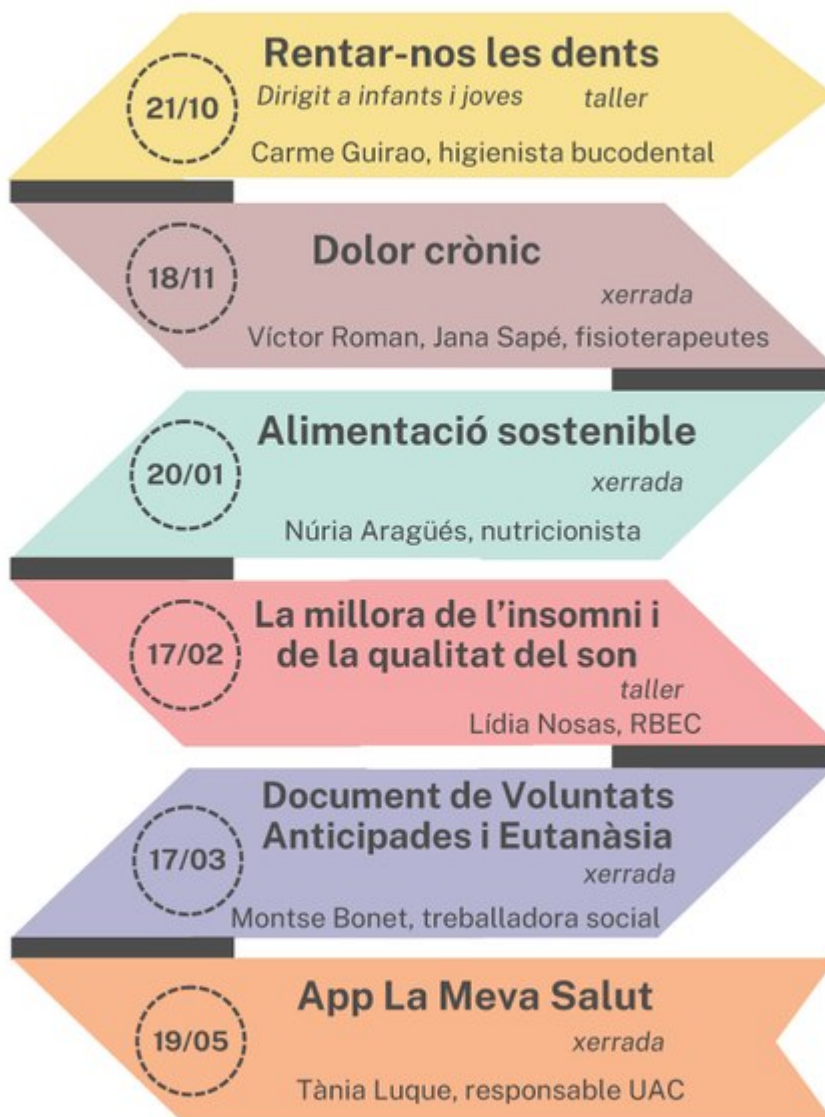 Rentar-nos les dents
21/10
Dirigit a infants i joves taller
Carme Guirao, higienista bucodental
Dolor crònic
18/11
xerrada
Víctor Roman, Jana Sapé, fisioterapeutes
Alimentació sostenible
20/01
xerrada
Núria Aragüés, nutricionista
La millora de l'insomni i
de la qualitat del son
17/02
taller
Lídia Nosas, RBEC
Document de Voluntats
Anticipades i Eutanàsia
17/03
xerrada
Montse Bonet, treballadora social
App La Meva Salut
19/05
xerrada
Tània Luque, responsable UAC